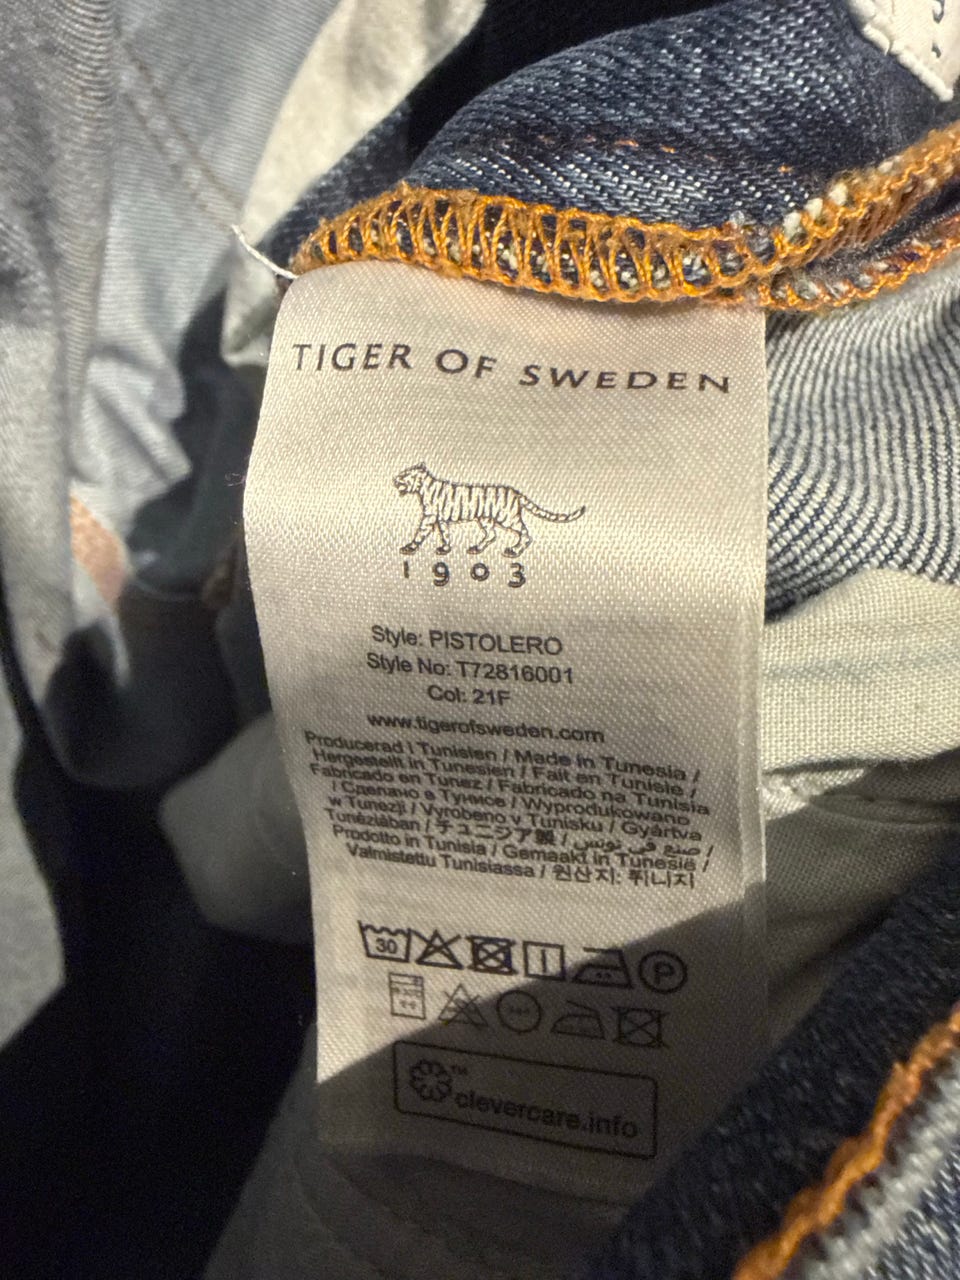 TIGER OF SWEDEN
1903
Style: PISTOLERO
Style No: T72816001
Col: 21F
www.tigerofsweden.com
Producerad i Tunisien / Made in Tunesia /
Hergestellt in Tunesien / Fait en Tunisie /
Fabricado en Tunez / Fabricado na Tunisia
/ Сделано в Тунисе / Wyprodukowano
w Tunezji / Vyrobeno v Tunisku / Gyártva
Tunéziában / チュニジア製 / صنع في تونس /
Prodotto in Tunisia / Gemaakt in Tunesië /
Valmistettu Tunisiassa / 원산지: 튀니지
30 P
clevercare.info